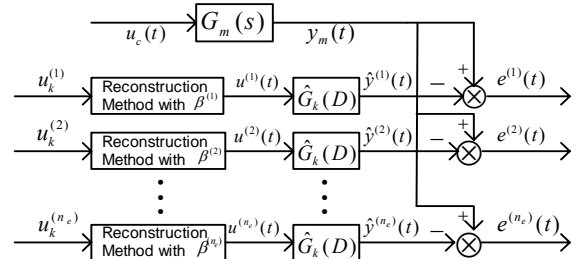 u_c(t) G_m(s) y_m(t)
u_k^{(1)} Reconstruction Method with β^{(1)} u^{(1)}(t) Ĝ_k(D) ŷ^{(1)}(t) − + e^{(1)}(t)
u_k^{(2)} Reconstruction Method with β^{(2)} u^{(2)}(t) Ĝ_k(D) ŷ^{(2)}(t) − + e^{(2)}(t)
u_k^{(n_e)} Reconstruction Method with β^{(n_e)} u^{(n_e)}(t) Ĝ_k(D) ŷ^{(n_e)}(t) − + e^{(n_e)}(t)